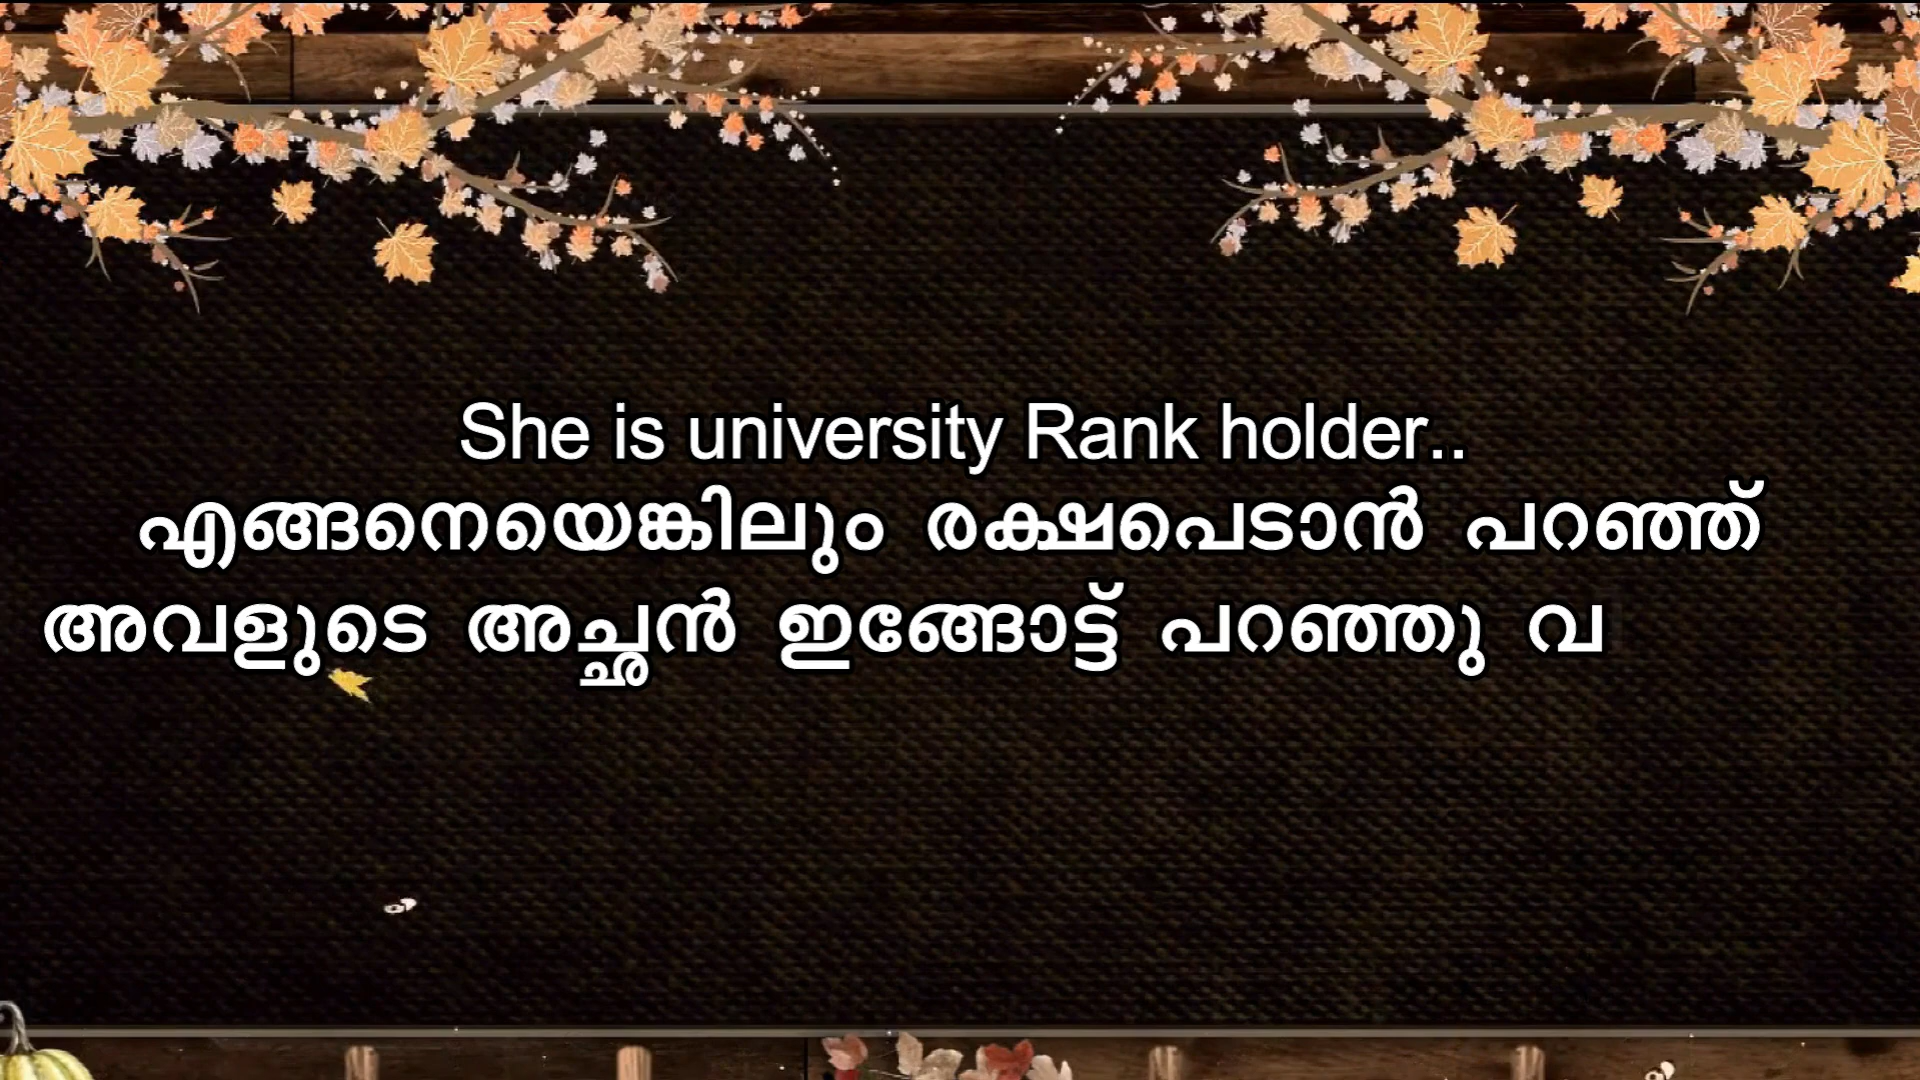 She is university Rank holder..
എങ്ങനെയെങ്കിലും രക്ഷപെടാൻ പറഞ്ഞ്
അവളുടെ അച്ഛൻ ഇങ്ങോട്ട് പറഞ്ഞു വ